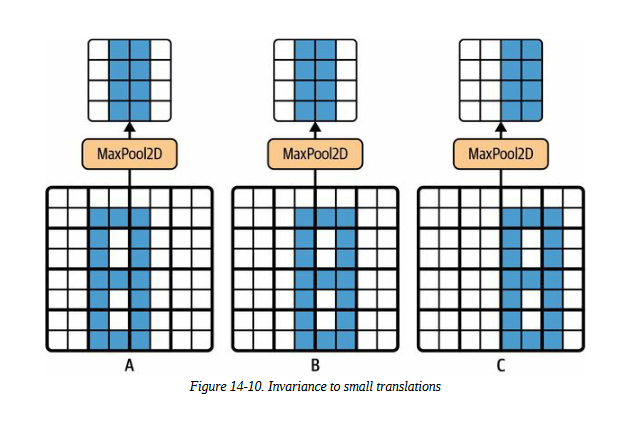 MaxPool2D MaxPool2D MaxPool2D
A B C
Figure 14-10. Invariance to small translations